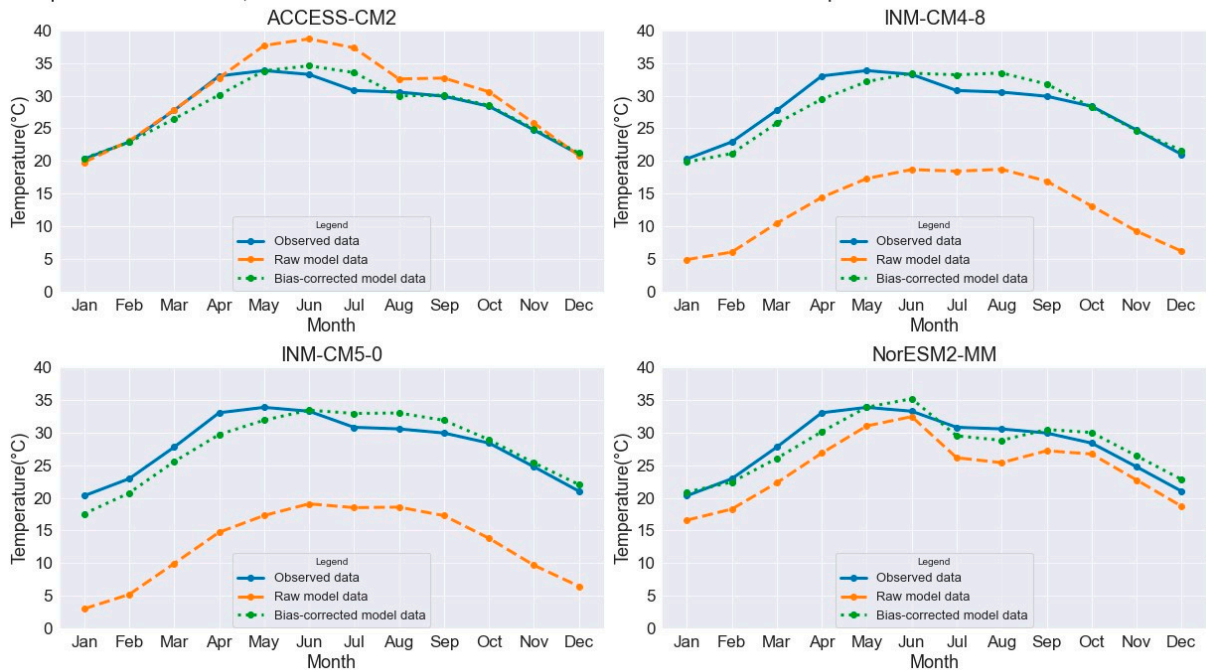 ACCESS-CM2
40
35
30
25
20
15
10
5
0
Temperature(°C)
Legend
Observed data
Raw model data
Bias-corrected model data
Jan Feb Mar Apr May Jun Jul Aug Sep Oct Nov Dec
Month
INM-CM4-8
40
35
30
25
20
15
10
5
0
Temperature(°C)
Legend
Observed data
Raw model data
Bias-corrected model data
Jan Feb Mar Apr May Jun Jul Aug Sep Oct Nov Dec
Month
INM-CM5-0
40
35
30
25
20
15
10
5
0
Temperature(°C)
Legend
Observed data
Raw model data
Bias-corrected model data
Jan Feb Mar Apr May Jun Jul Aug Sep Oct Nov Dec
Month
NorESM2-MM
40
35
30
25
20
15
10
5
0
Temperature(°C)
Legend
Observed data
Raw model data
Bias-corrected model data
Jan Feb Mar Apr May Jun Jul Aug Sep Oct Nov Dec
Month